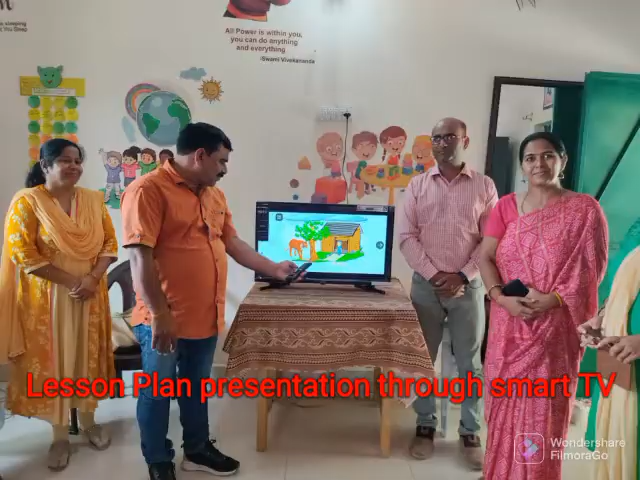 All Power is within you,
you can do anything
and everything
-Swami Vivekananda
Lesson Plan presentation through smart TV
Wondershare
FilmoraGo